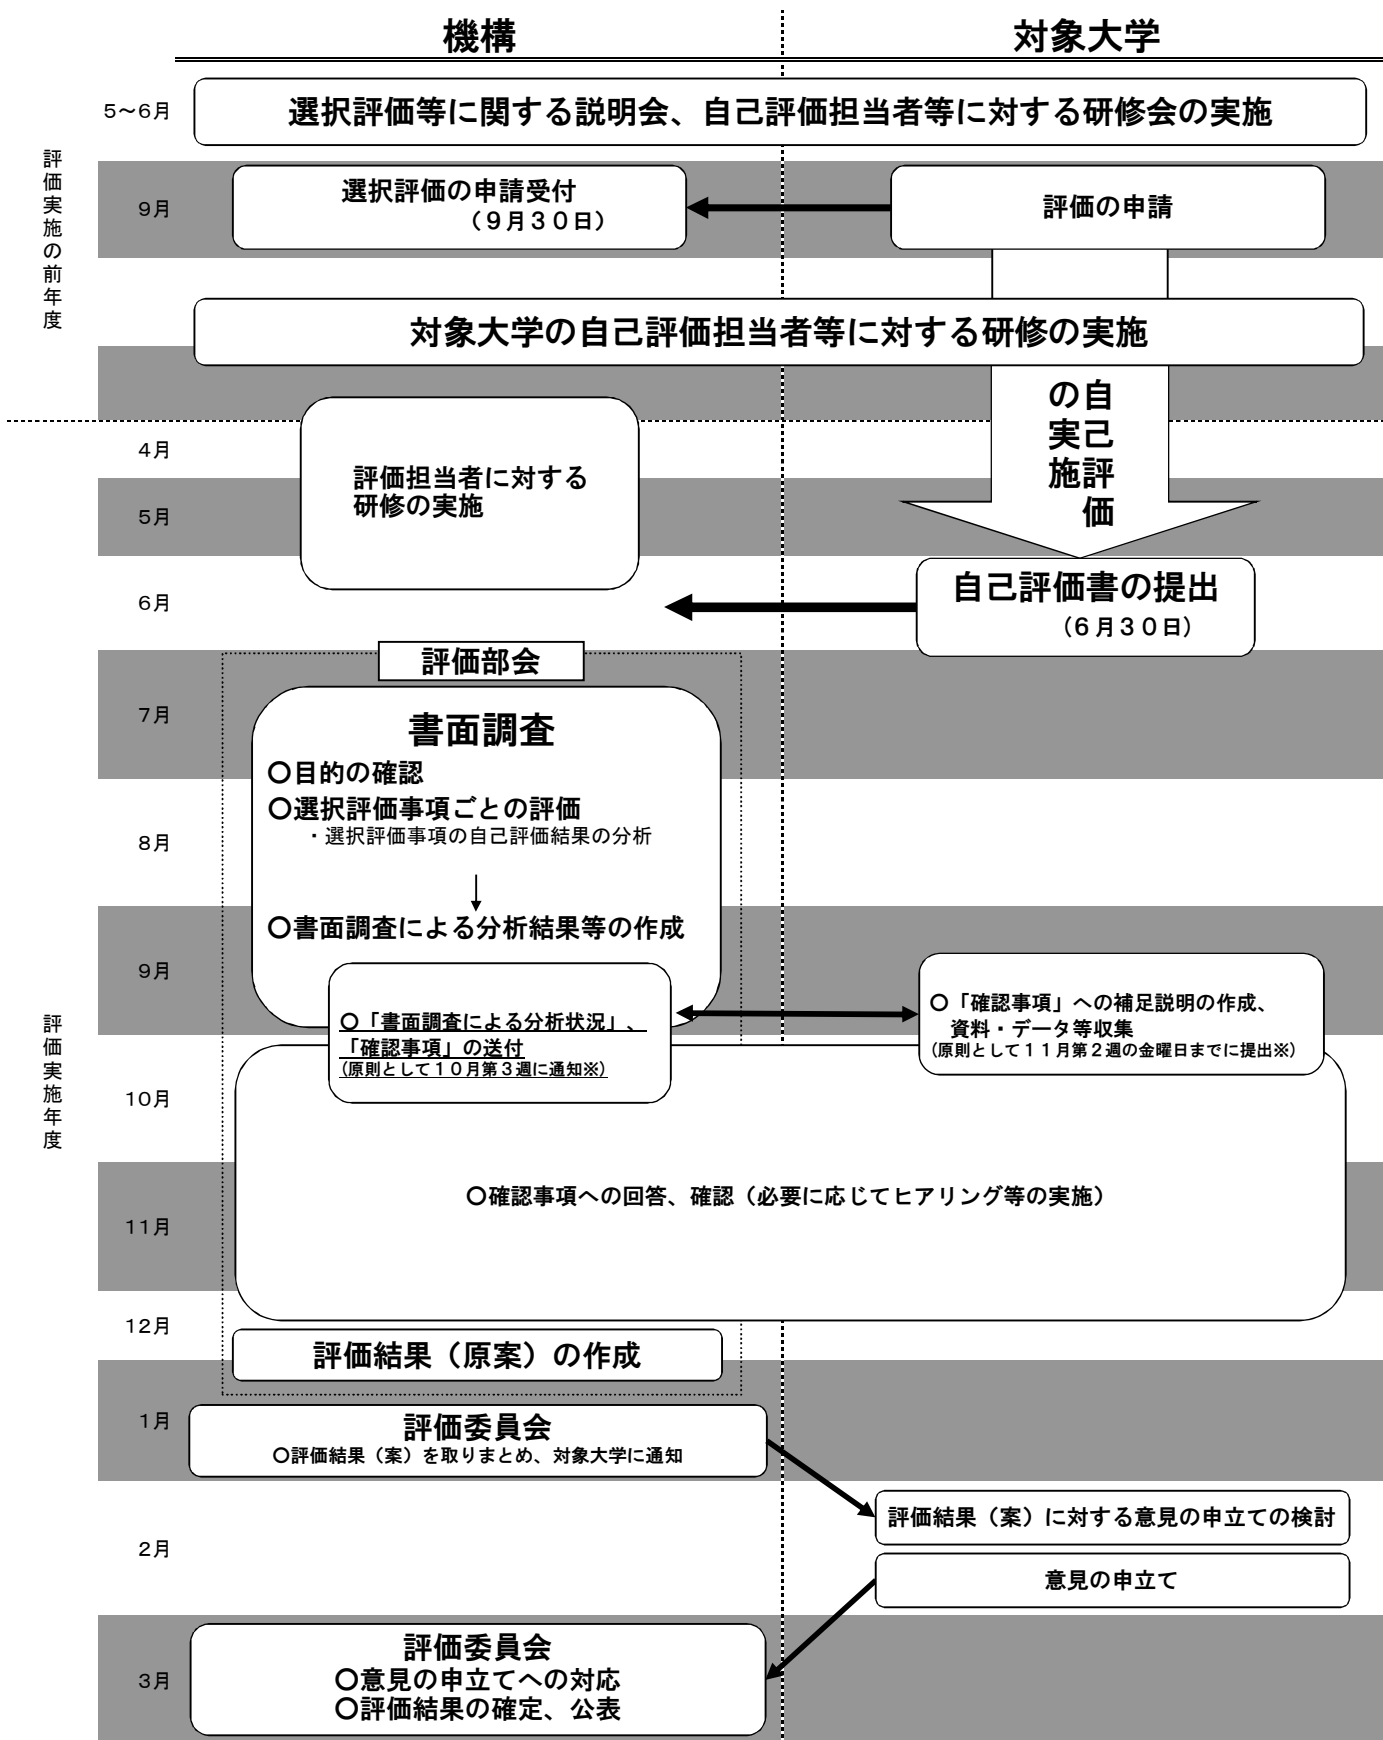 機構
対象大学
評価実施の前年度
５～６月
選択評価等に関する説明会、自己評価担当者等に対する研修会の実施
９月
選択評価の申請受付
（９月３０日）
評価の申請
対象大学の自己評価担当者等に対する研修の実施
自己評価
の実施
評価実施年度
４月
評価担当者に対する
研修の実施
５月
６月
自己評価書の提出
（６月３０日）
評価部会
７月
書面調査
○目的の確認
○選択評価事項ごとの評価
・選択評価事項の自己評価結果の分析
８月
○書面調査による分析結果等の作成
９月
○「書面調査による分析状況」、
「確認事項」の送付
（原則として１０月第３週に通知※）
○「確認事項」への補足説明の作成、
資料・データ等収集
（原則として１１月第２週の金曜日までに提出※）
１０月
○確認事項への回答、確認（必要に応じてヒアリング等の実施）
１１月
１２月
評価結果（原案）の作成
１月
評価委員会
○評価結果（案）を取りまとめ、対象大学に通知
評価結果（案）に対する意見の申立ての検討
２月
意見の申立て
３月
評価委員会
○意見の申立てへの対応
○評価結果の確定、公表